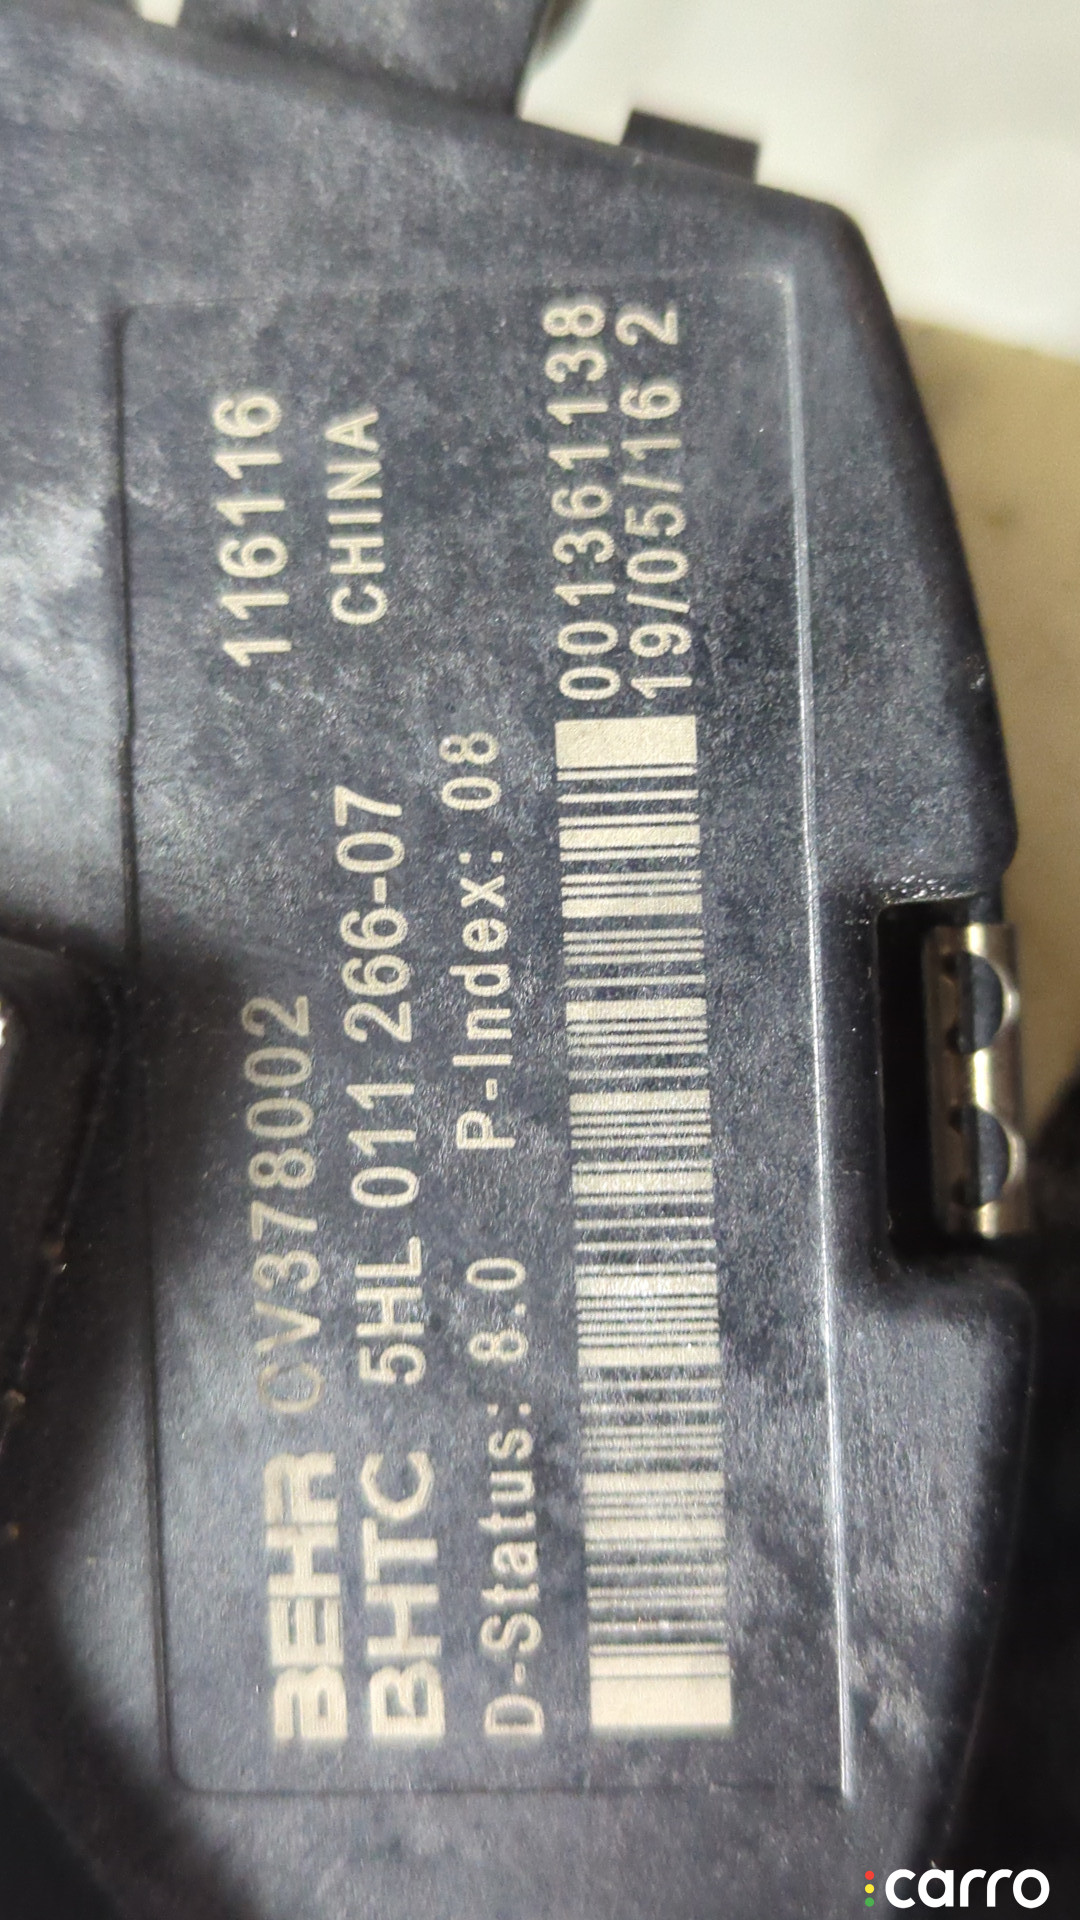 BEHR CV378002 116116
BHTC 5HL 011 266-07 CHINA
D-Status: 8.0 P-Index: 08
001361138
19/05/16 2
carro